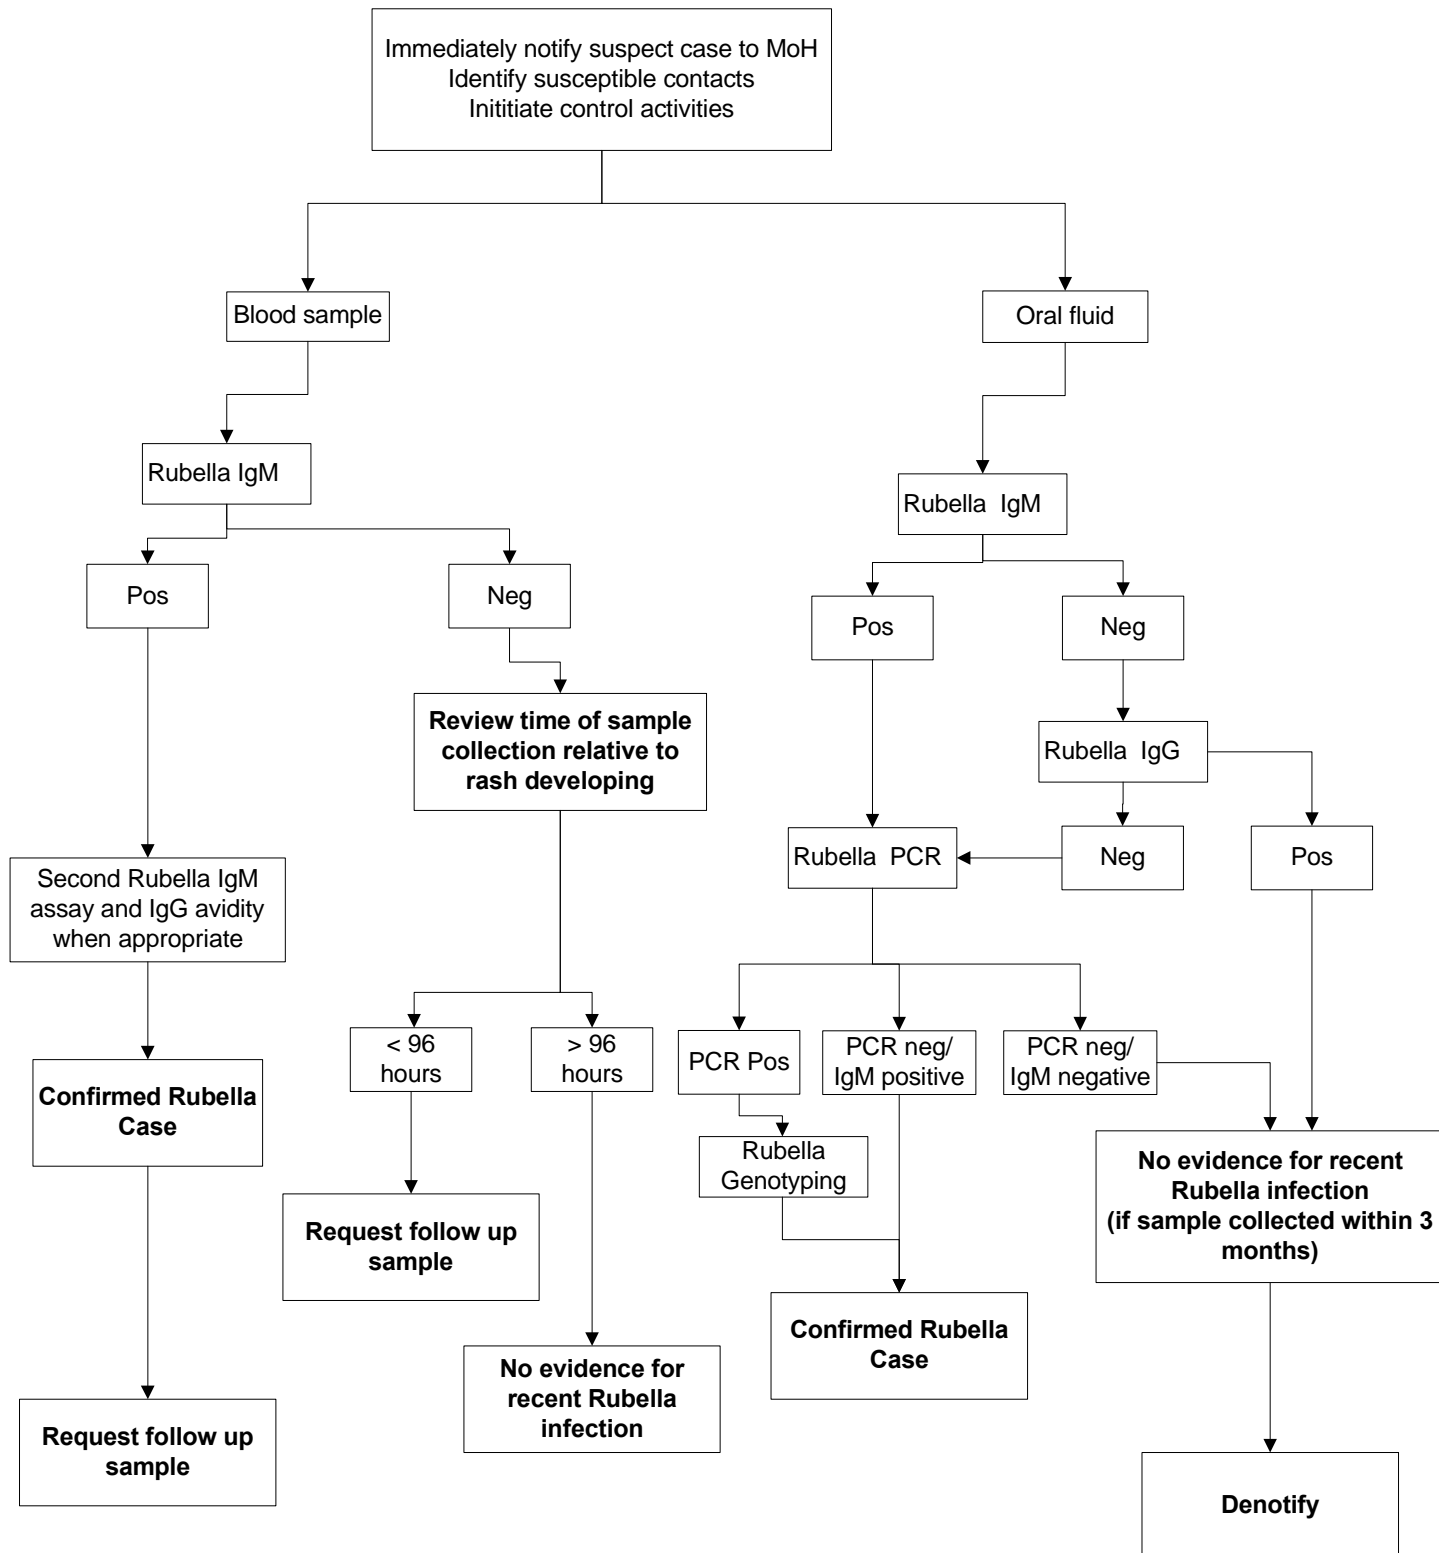 Immediately notify suspect case to MoH
Identify susceptible contacts
Inititiate control activities
Blood sample
Oral fluid
Rubella IgM
Rubella IgM
Pos
Neg
Pos
Neg
Review time of sample
collection relative to
rash developing
Rubella IgG
Rubella PCR
Neg
Pos
Second Rubella IgM
assay and IgG avidity
when appropriate
< 96
hours
> 96
hours
PCR Pos
PCR neg/
IgM positive
PCR neg/
IgM negative
Confirmed Rubella
Case
Rubella
Genotyping
No evidence for recent
Rubella infection
(if sample collected within 3
months)
Request follow up
sample
Confirmed Rubella
Case
No evidence for
recent Rubella
infection
Request follow up
sample
Denotify